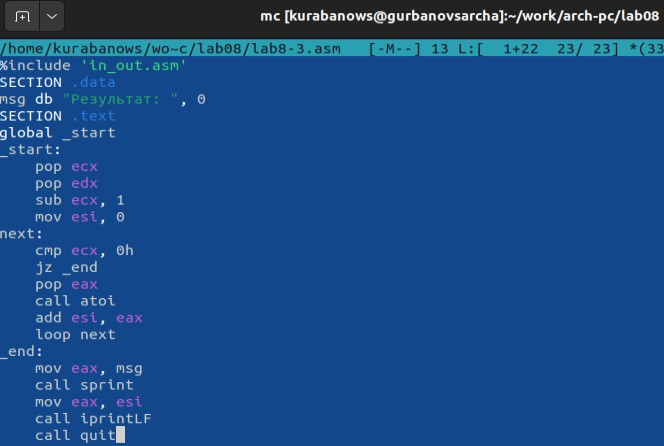 mc [kurabanows@gurbanovsarcha]:~/work/arch-pc/lab08
/home/kurabanows/wo~c/lab08/lab8-3.asm   [-M--] 13 L:[  1+22  23/ 23] *(33
%include 'in_out.asm'
SECTION .data
msg db "Результат: ", 0
SECTION .text
global _start
_start:
    pop ecx
    pop edx
    sub ecx, 1
    mov esi, 0
next:
    cmp ecx, 0h
    jz _end
    pop eax
    call atoi
    add esi, eax
    loop next
_end:
    mov eax, msg
    call sprint
    mov eax, esi
    call iprintLF
    call quit